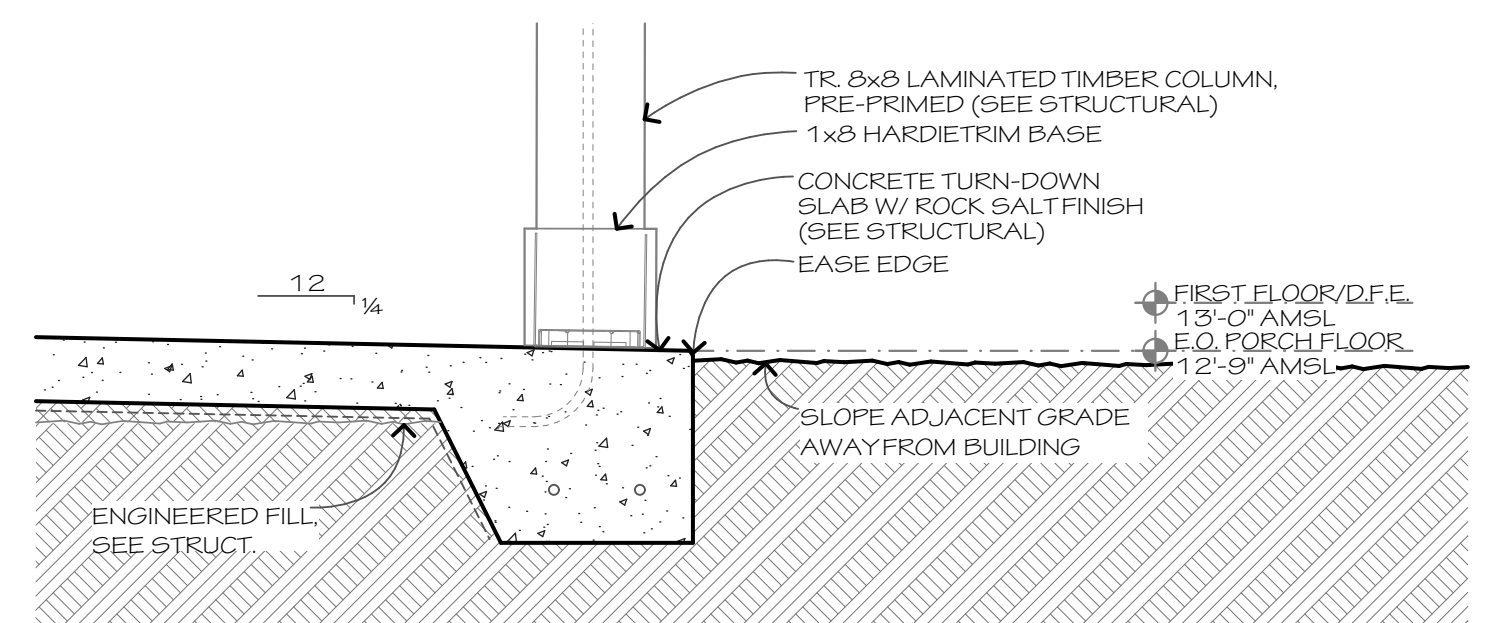 TR. 8x8 LAMINATED TIMBER COLUMN,
PRE-PRIMED (SEE STRUCTURAL)
1x8 HARDIETRIM BASE
CONCRETE TURN-DOWN
SLAB W/ ROCK SALT FINISH
(SEE STRUCTURAL)
EASE EDGE
12
¼
FIRST FLOOR/D.F.E.
13'-0" AMSL
E.O. PORCH FLOOR
12'-9" AMSL
SLOPE ADJACENT GRADE
AWAY FROM BUILDING
ENGINEERED FILL,
SEE STRUCT.